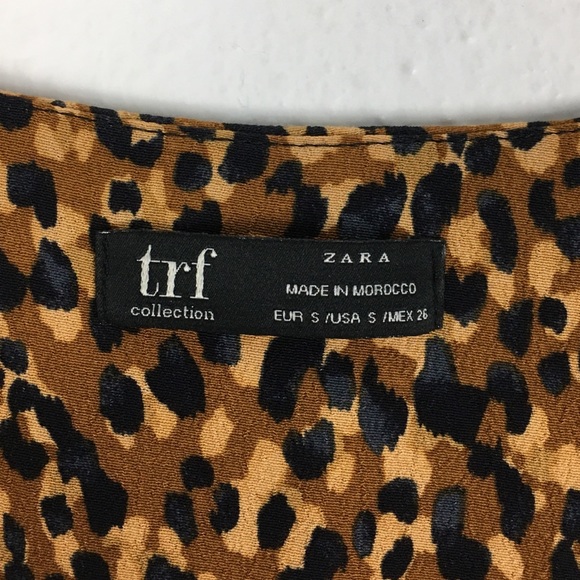 trf
collection
ZARA
MADE IN MOROCCO
EUR S /USA S /MEX 26